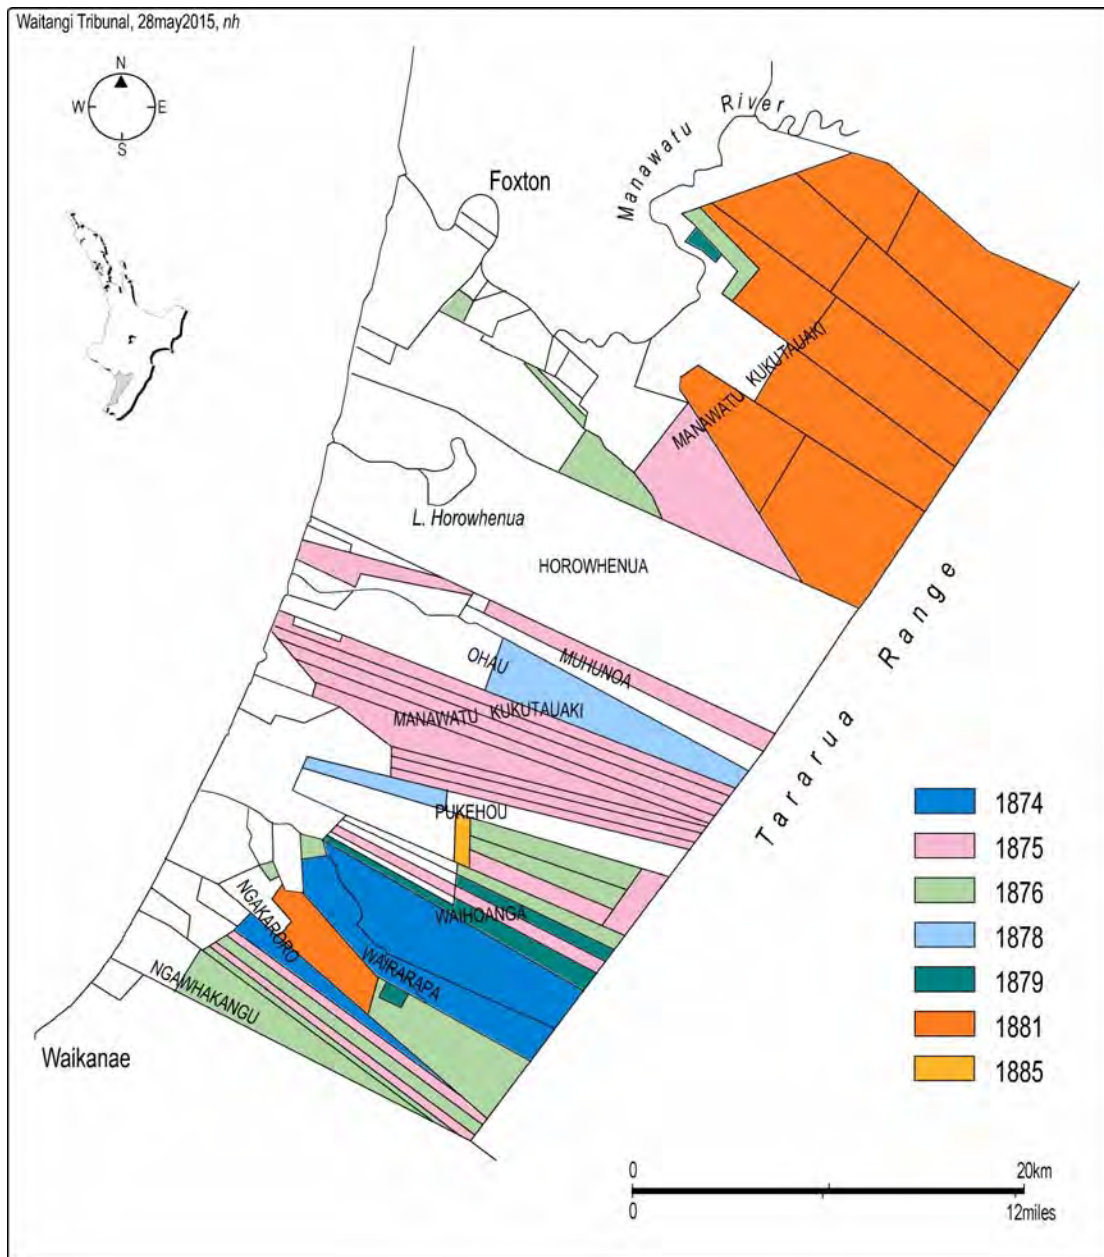 Waitangi Tribunal, 28may2015, nh
N
W E
S
Manawatu River
Foxton
MANAWATU KUKUTAUAKI
L. Horowhenua
HOROWHENUA
Tararua Range
MUHUNOA
OHAU
MANAWATU KUKUTAUAKI
PUKEHOU
WAIHOANGA
NGAKARORO
WAIRARAPA
NGAWHAKANGU
Waikanae
1874
1875
1876
1878
1879
1881
1885
0 20km
0 12miles